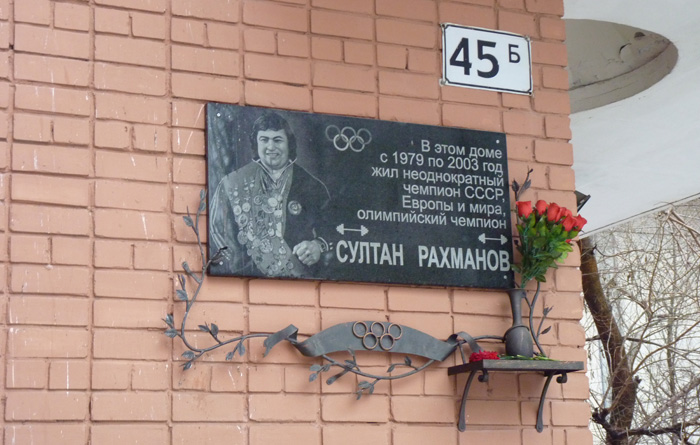 45 Б
В этом доме
с 1979 по 2003 год
жил неоднократный
чемпион СССР,
Европы и мира,
олимпийский чемпион
СУЛТАН РАХМАНОВ